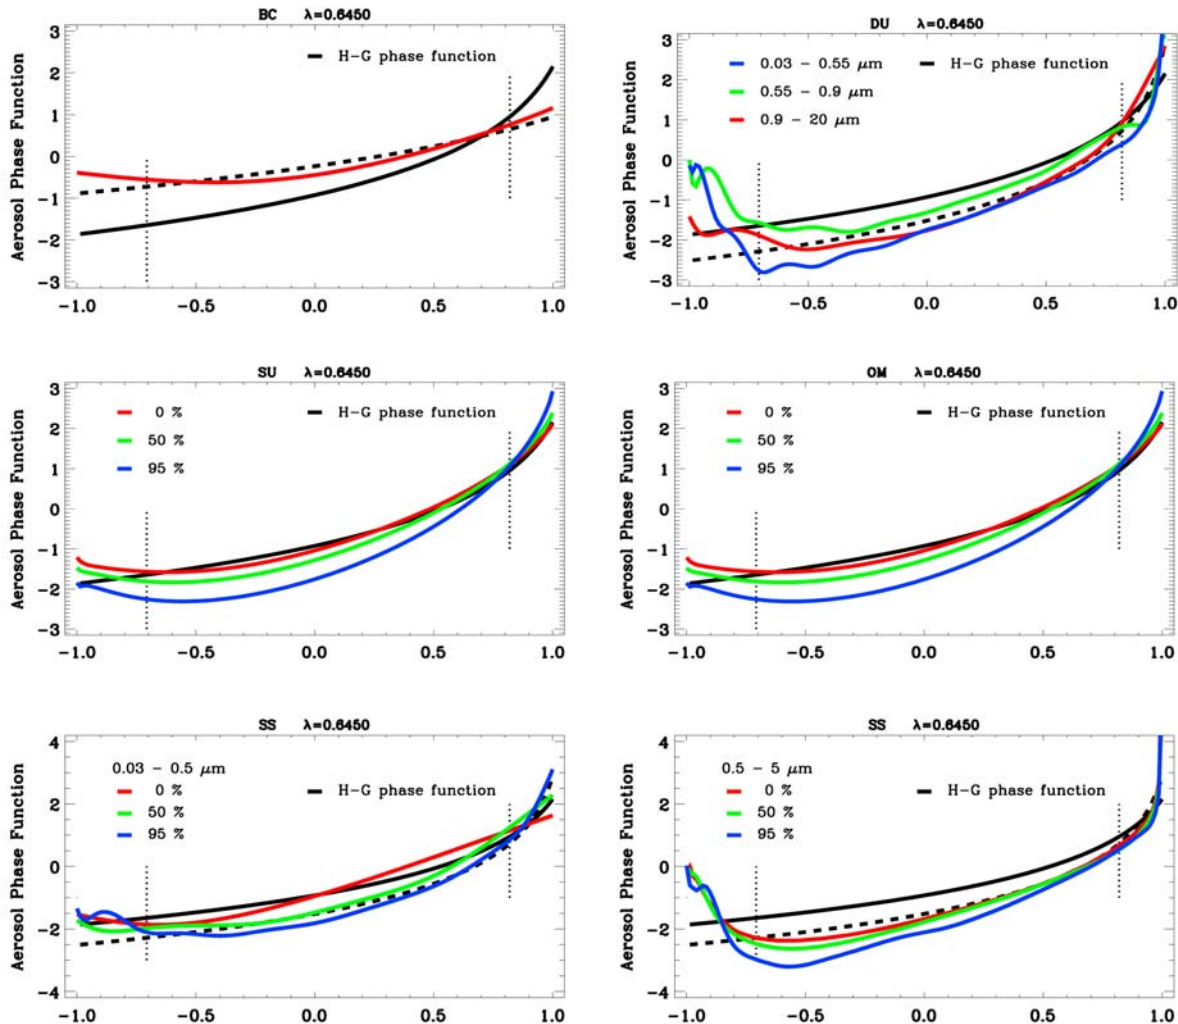 BC λ=0.6450
Aerosol Phase Function
3
2
1
0
−1
−2
−3
H−G phase function
−1.0 −0.5 0.0 0.5 1.0
DU λ=0.6450
Aerosol Phase Function
3
2
1
0
−1
−2
−3
0.03 − 0.55 μm H−G phase function
0.55 − 0.9 μm
0.9 − 20 μm
−1.0 −0.5 0.0 0.5 1.0
SU λ=0.6450
Aerosol Phase Function
3
2
1
0
−1
−2
−3
0 % H−G phase function
50 %
95 %
−1.0 −0.5 0.0 0.5 1.0
OM λ=0.6450
Aerosol Phase Function
3
2
1
0
−1
−2
−3
0 % H−G phase function
50 %
95 %
−1.0 −0.5 0.0 0.5 1.0
SS λ=0.6450
Aerosol Phase Function
4
2
0
−2
−4
0.03 − 0.5 μm
0 % H−G phase function
50 %
95 %
−1.0 −0.5 0.0 0.5 1.0
SS λ=0.6450
Aerosol Phase Function
4
2
0
−2
−4
0.5 − 5 μm
0 % H−G phase function
50 %
95 %
−1.0 −0.5 0.0 0.5 1.0